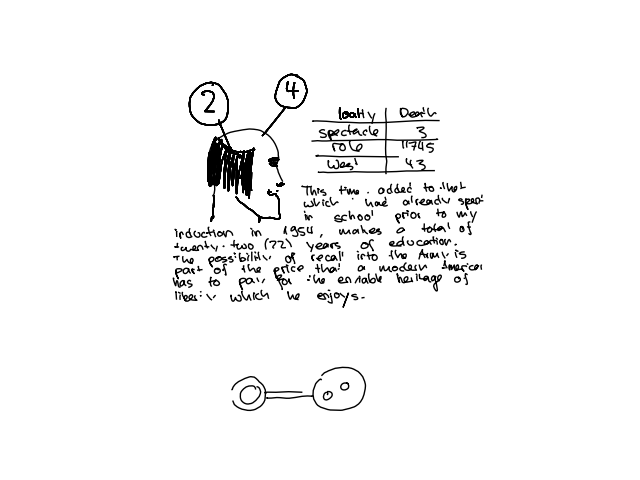 2
4
locality Death
spectacle 3
role 11745
West 43
This time added to that
which had already spent
in school prior to my
induction in 1954, makes a total of
twenty-two (22) years of education.
The possibility of recall into the Army is
part of the price that a modern American
has to pay for the enviable heritage of
liberty which he enjoys.